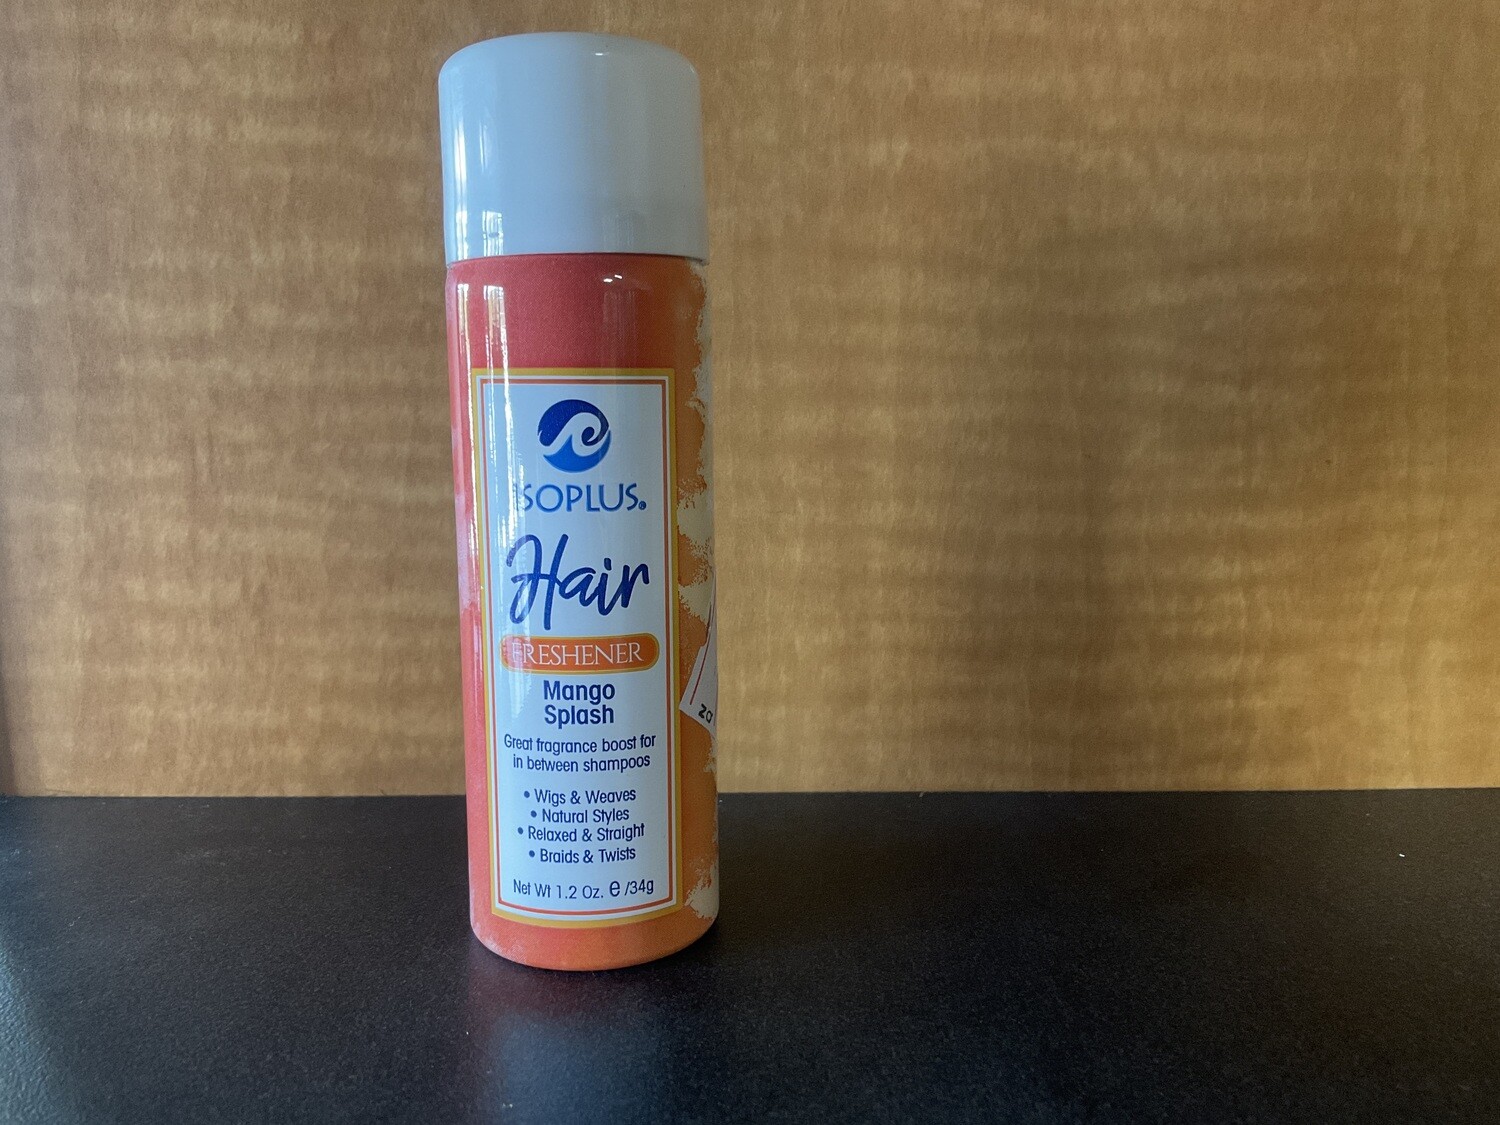 ISOPLUS®
Hair
FRESHENER
Mango
Splash
Great fragrance boost for
in between shampoos
• Wigs & Weaves
• Natural Styles
• Relaxed & Straight
• Braids & Twists
Net Wt 1.2 Oz. ℮ /34g